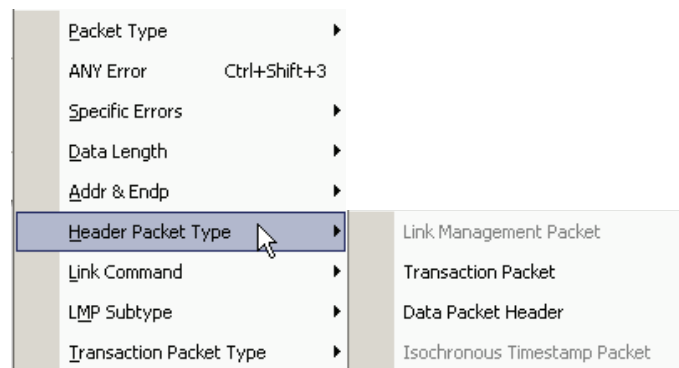 Packet Type
ANY Error Ctrl+Shift+3
Specific Errors
Data Length
Addr & Endp
Header Packet Type
Link Management Packet
Link Command
Transaction Packet
LMP Subtype
Data Packet Header
Transaction Packet Type
Isochronous Timestamp Packet